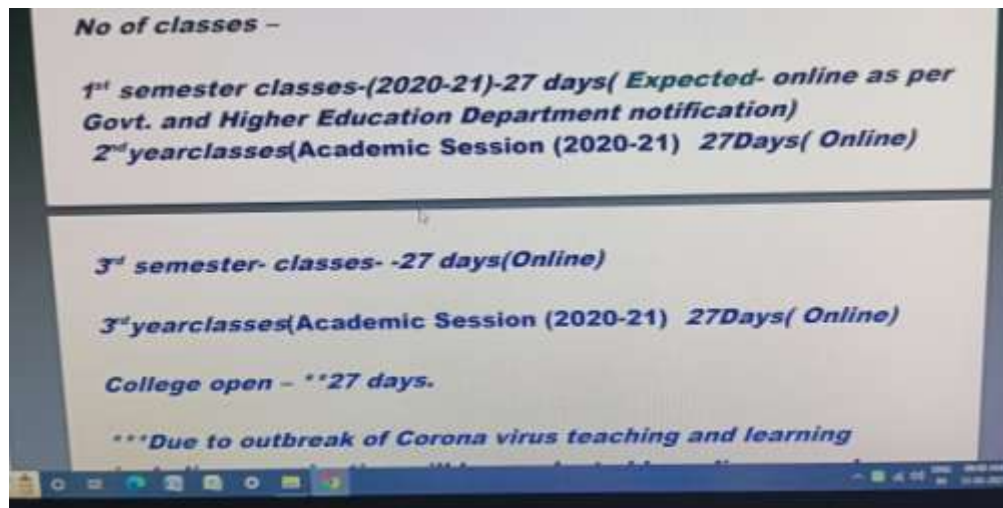 No of classes –
1st semester classes-(2020-21)-27 days( Expected- online as per
Govt. and Higher Education Department notification)
2ndyearclasses(Academic Session (2020-21) 27Days( Online)
3rd semester- classes- -27 days(Online)
3rdyearclasses(Academic Session (2020-21) 27Days( Online)
College open – **27 days.
***Due to outbreak of Corona virus teaching and learning